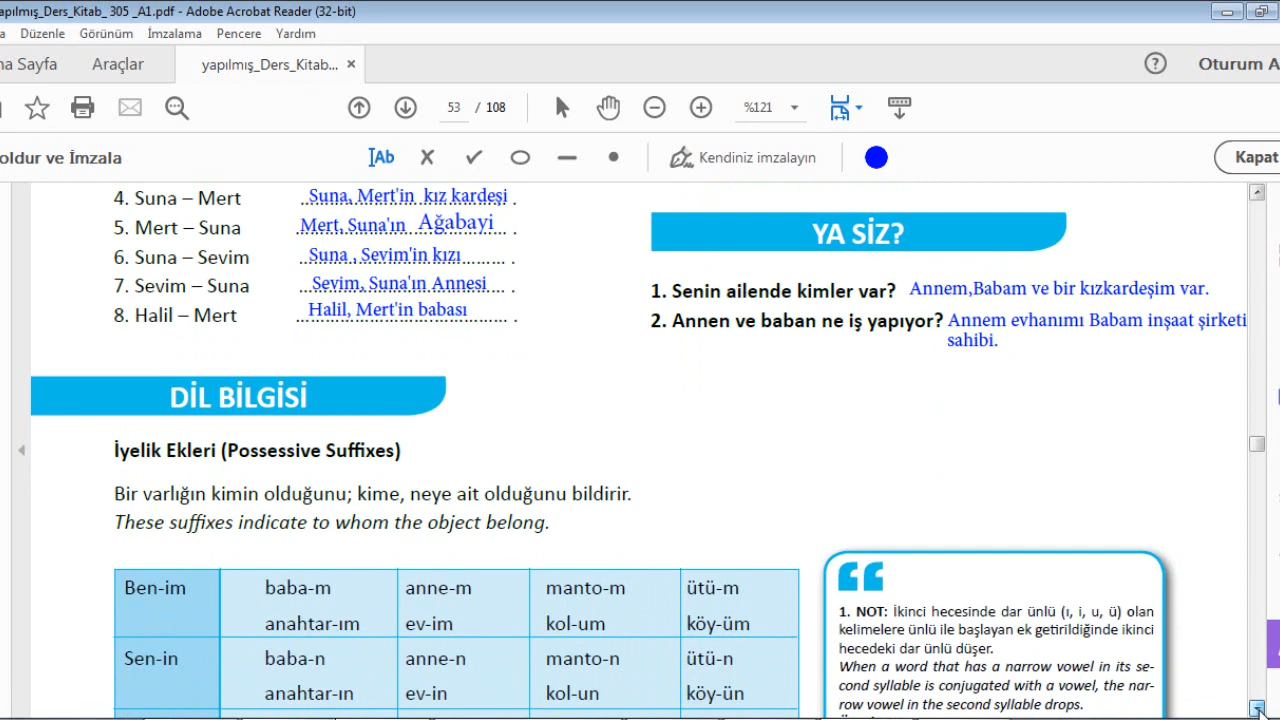 apılmış_Ders_Kitab_ 305 _A1.pdf - Adobe Acrobat Reader (32-bit)
Düzenle Görünüm İmzalama Pencere Yardım
na Sayfa Araçlar yapılmış_Ders_Kitab... × ? Oturum A
53 / 108 %121
oldur ve İmzala Ab Kendiniz imzalayın Kapat
4. Suna – Mert Suna, Mert'in kız kardeşi .
5. Mert – Suna Mert, Suna'ın Ağabayi .
6. Suna – Sevim Suna , Sevim'in kızı .
7. Sevim – Suna Sevim, Suna'ın Annesi .
8. Halil – Mert Halil, Mert'in babası .
YA SİZ?
1. Senin ailende kimler var? Annem,Babam ve bir kızkardeşim var.
2. Annen ve baban ne iş yapıyor? Annem evhanımı Babam inşaat şirketi
sahibi.
DİL BİLGİSİ
İyelik Ekleri (Possessive Suffixes)
Bir varlığın kimin olduğunu; kime, neye ait olduğunu bildirir.
These suffixes indicate to whom the object belong.
Ben-im baba-m anne-m manto-m ütü-m
anahtar-ım ev-im kol-um köy-üm
Sen-in baba-n anne-n manto-n ütü-n
anahtar-ın ev-in kol-un köy-ün
1. NOT: İkinci hecesinde dar ünlü (ı, i, u, ü) olan
kelimelere ünlü ile başlayan ek getirildiğinde ikinci
hecedeki dar ünlü düşer.
When a word that has a narrow vowel in its se-
cond syllable is conjugated with a vowel, the nar-
row vowel in the second syllable drops.